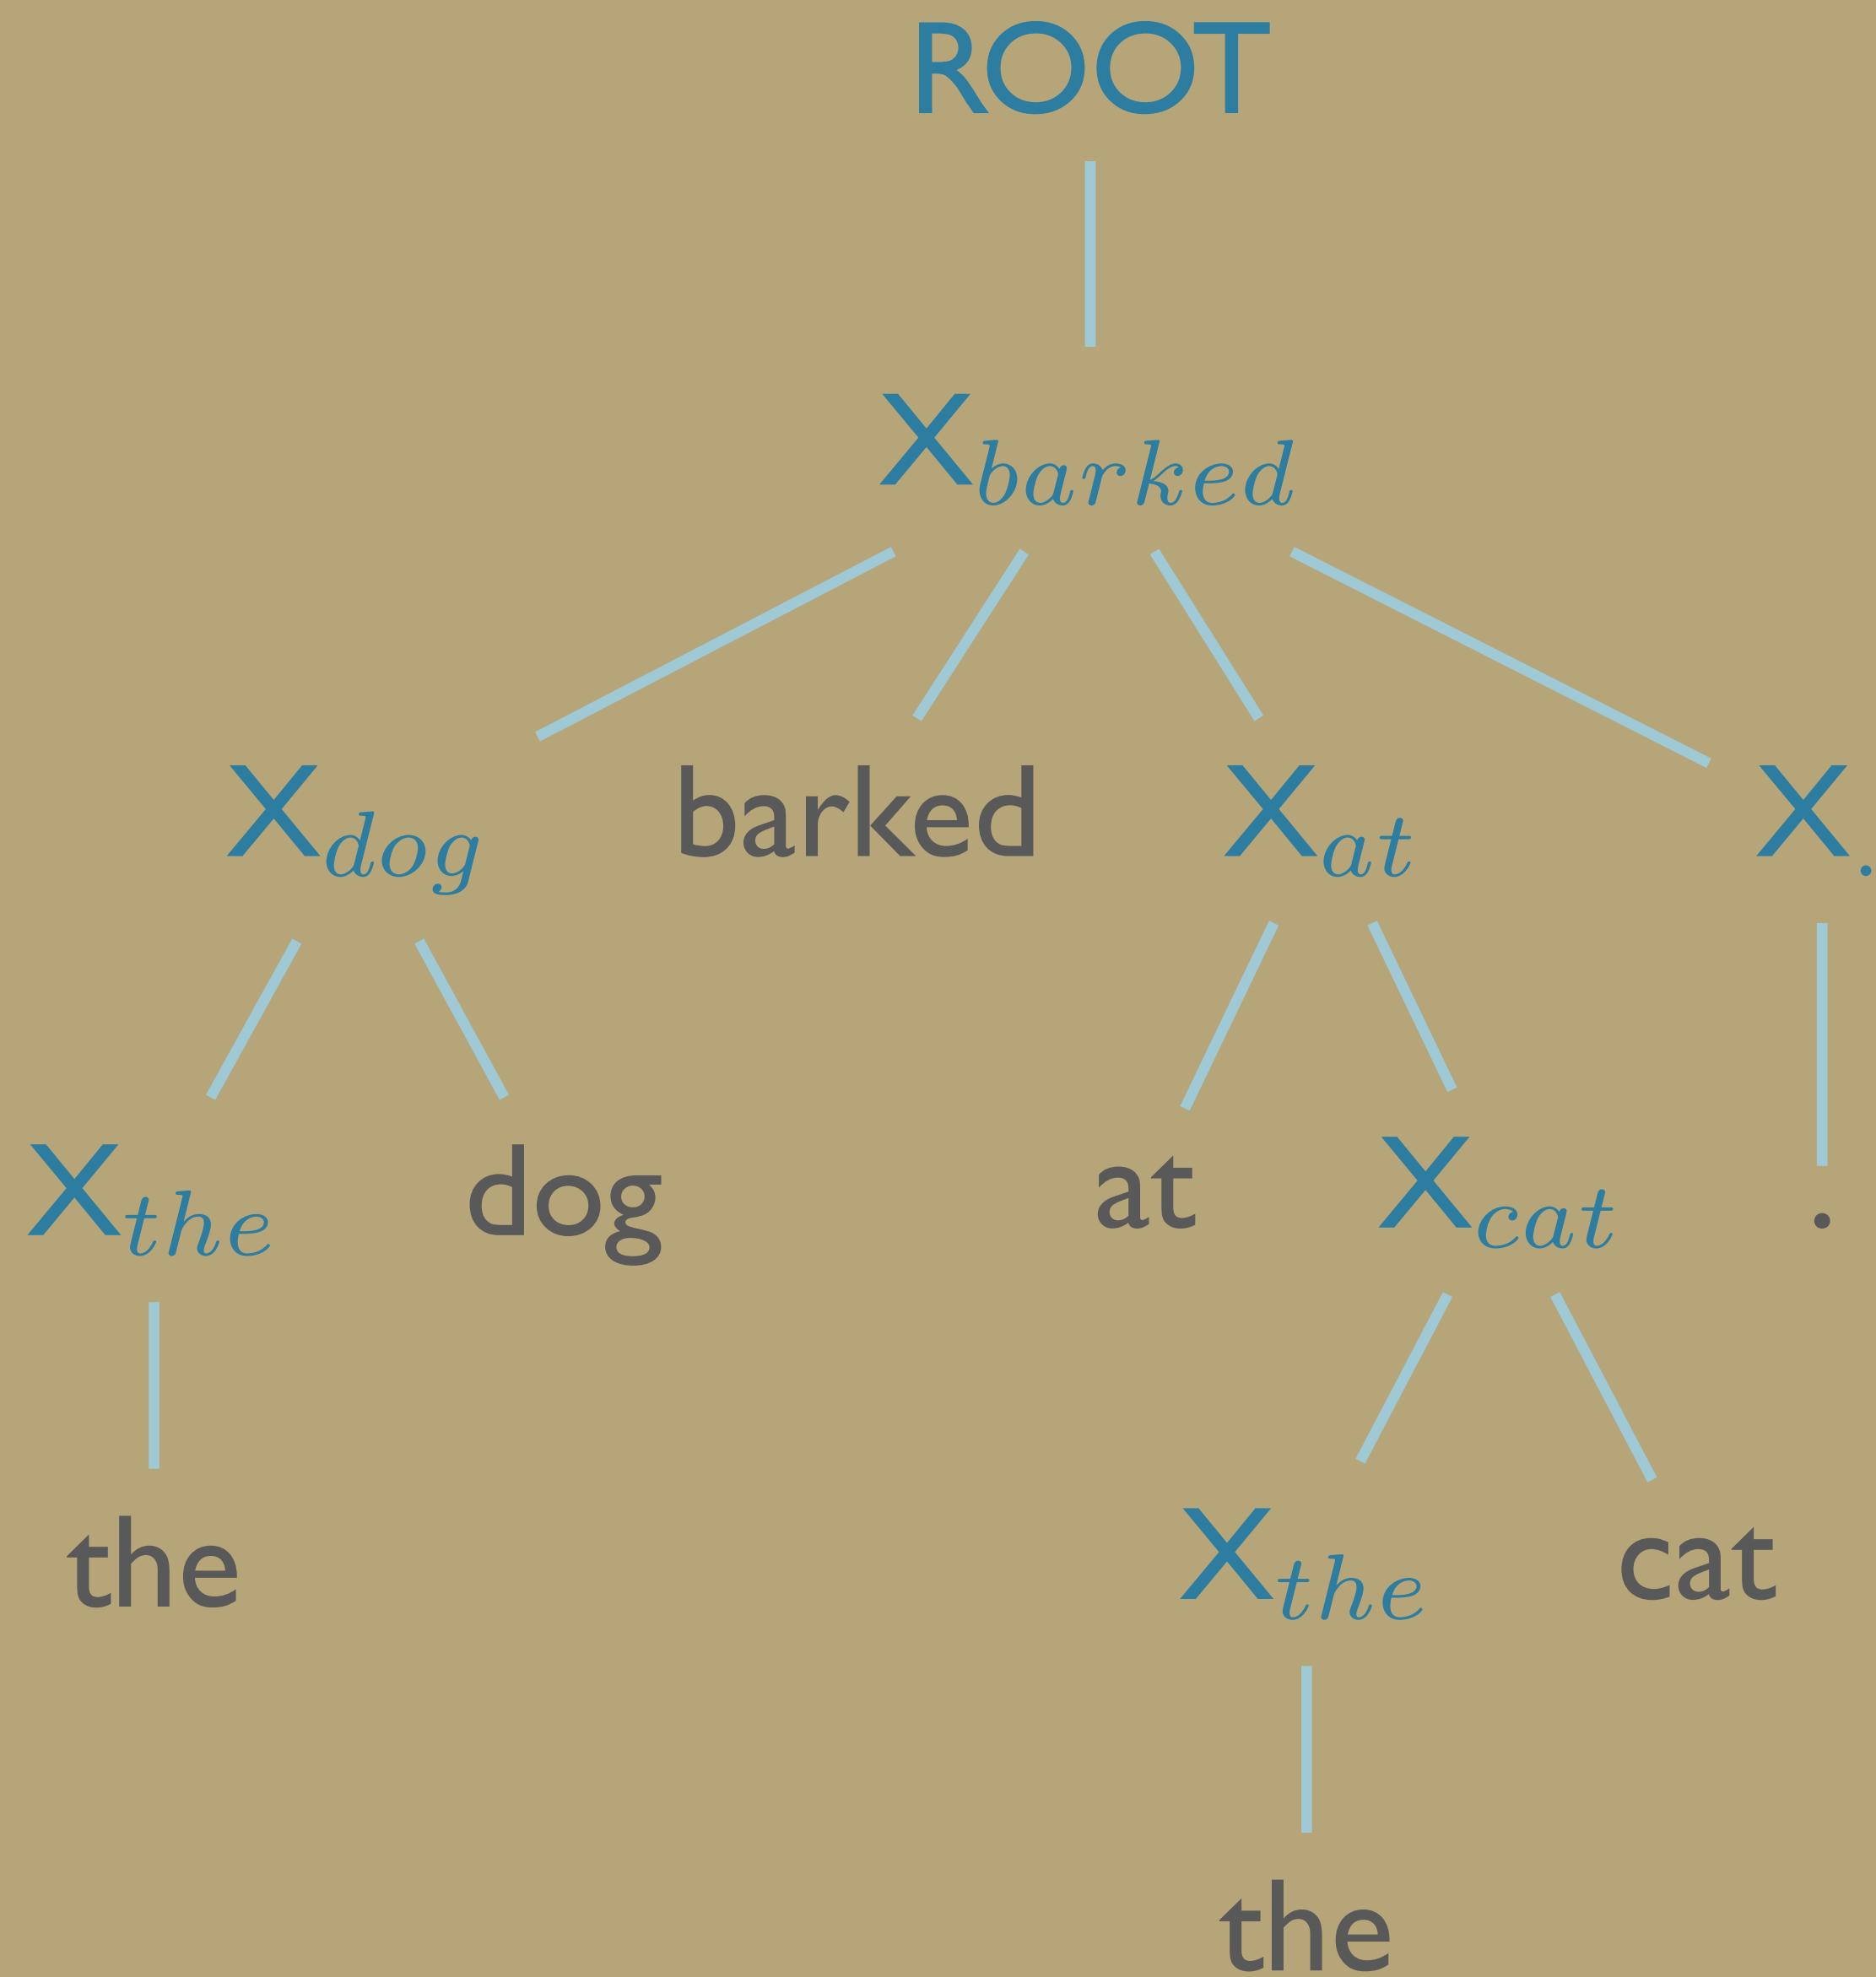 ROOT
X_barked
X_dog barked X_at X_.
X_the dog at X_cat .
the X_the cat
the